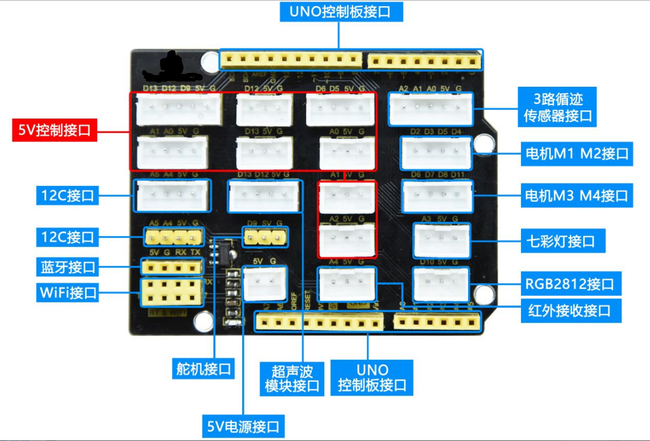 UNO控制板接口
D13 D12 D9 5V G
D12 5V G
D6 D5 5V G
A2 A1 A0 5V G
3路循迹
传感器接口
5V控制接口
A1 A0 5V G
D13 5V G
A0 5V G
D2 D3 D5 D4
电机M1 M2接口
A5 A4 5V G
D13 D12 5V G
A1 5V G
D6 D7 D8 D11
电机M3 M4接口
12C接口
A5 A4 5V G
D9 5V G
A2 5V G
A3 5V G
12C接口
七彩灯接口
5V G RX TX
蓝牙接口
5V G
A4 5V G
D10 5V G
RGB2812接口
WiFi接口
RX
红外接收接口
OREF
RESET
舵机接口
超声波
模块接口
UNO
控制板接口
5V电源接口